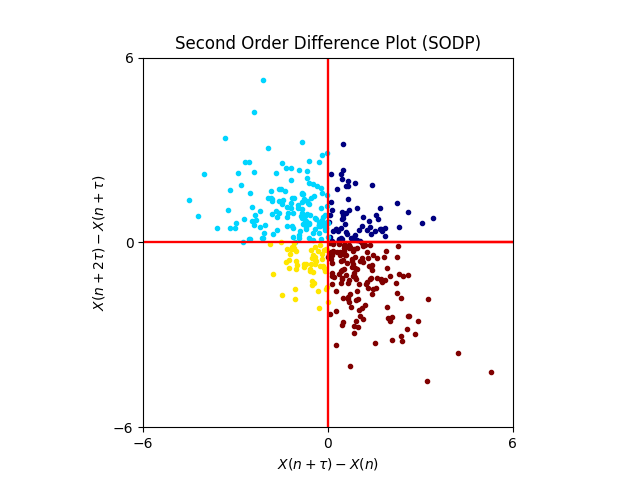 Second Order Difference Plot (SODP)
6
0
−6
−6
0
6
X(n + 2τ) − X(n + τ)
X(n + τ) − X(n)